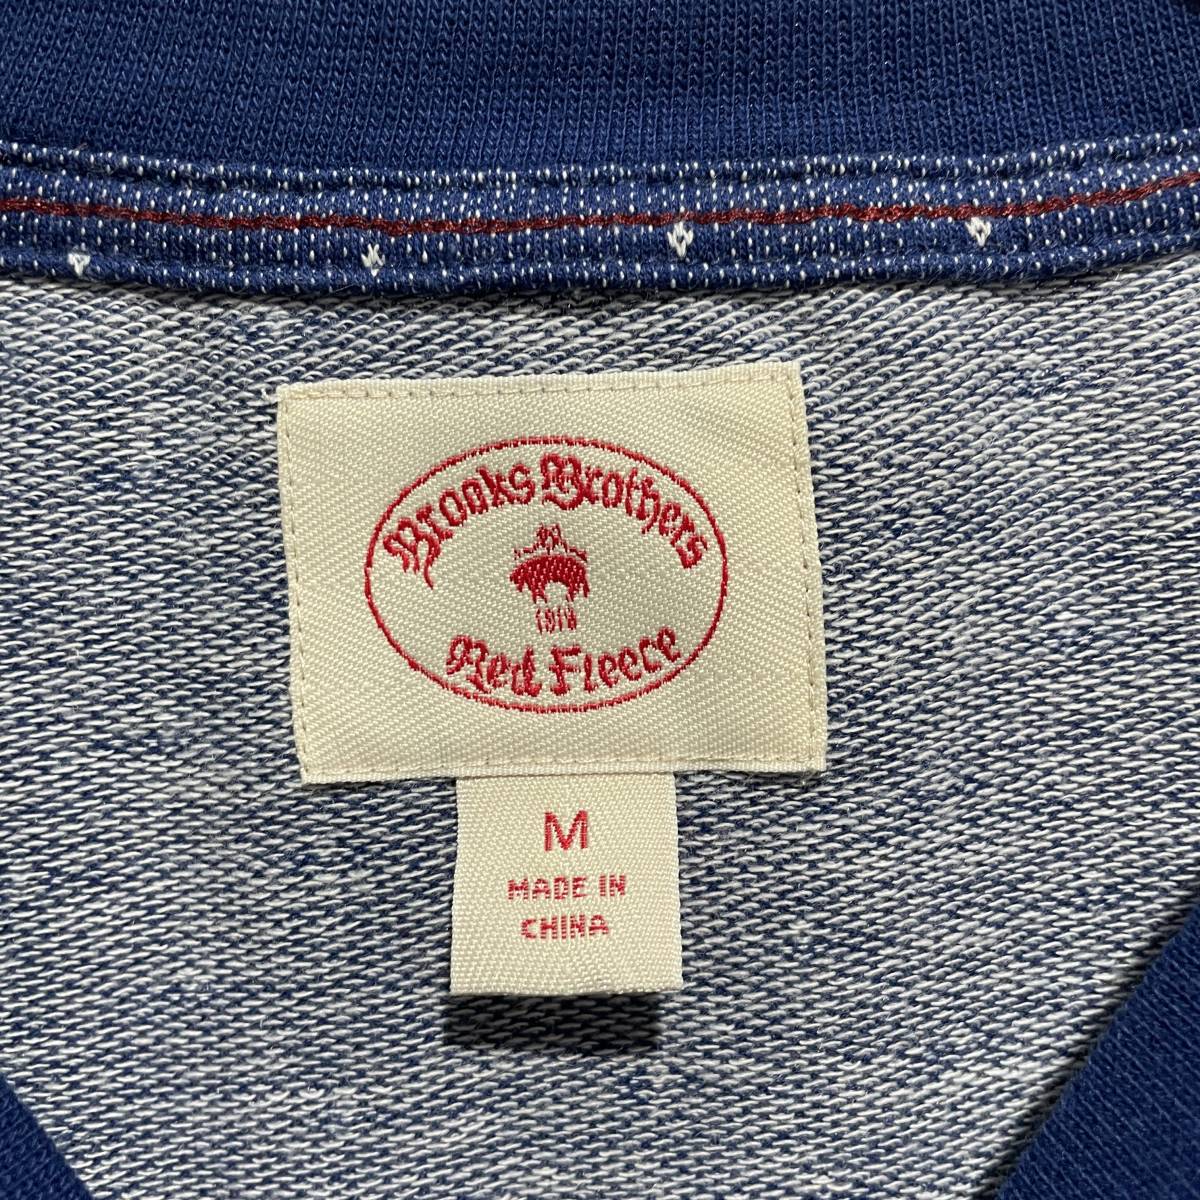 Brooks Brothers
1818
Red Fleece
M
MADE IN
CHINA